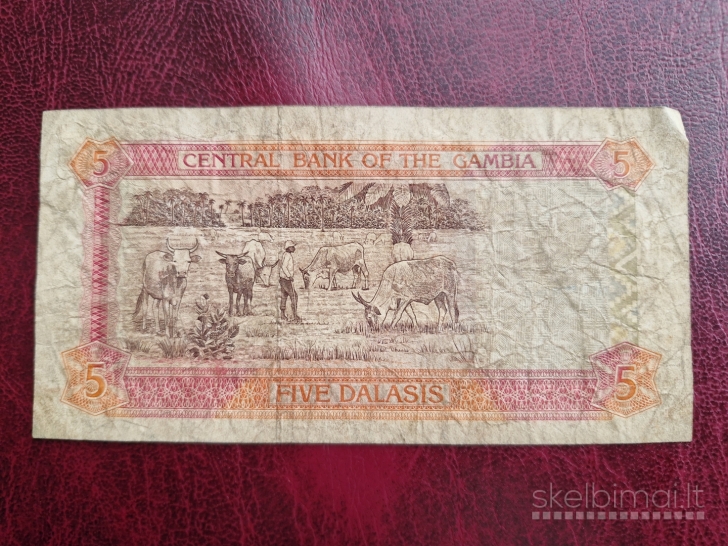 5 CENTRAL BANK OF THE GAMBIA 5
5 FIVE DALASIS 5
skelbimai.lt